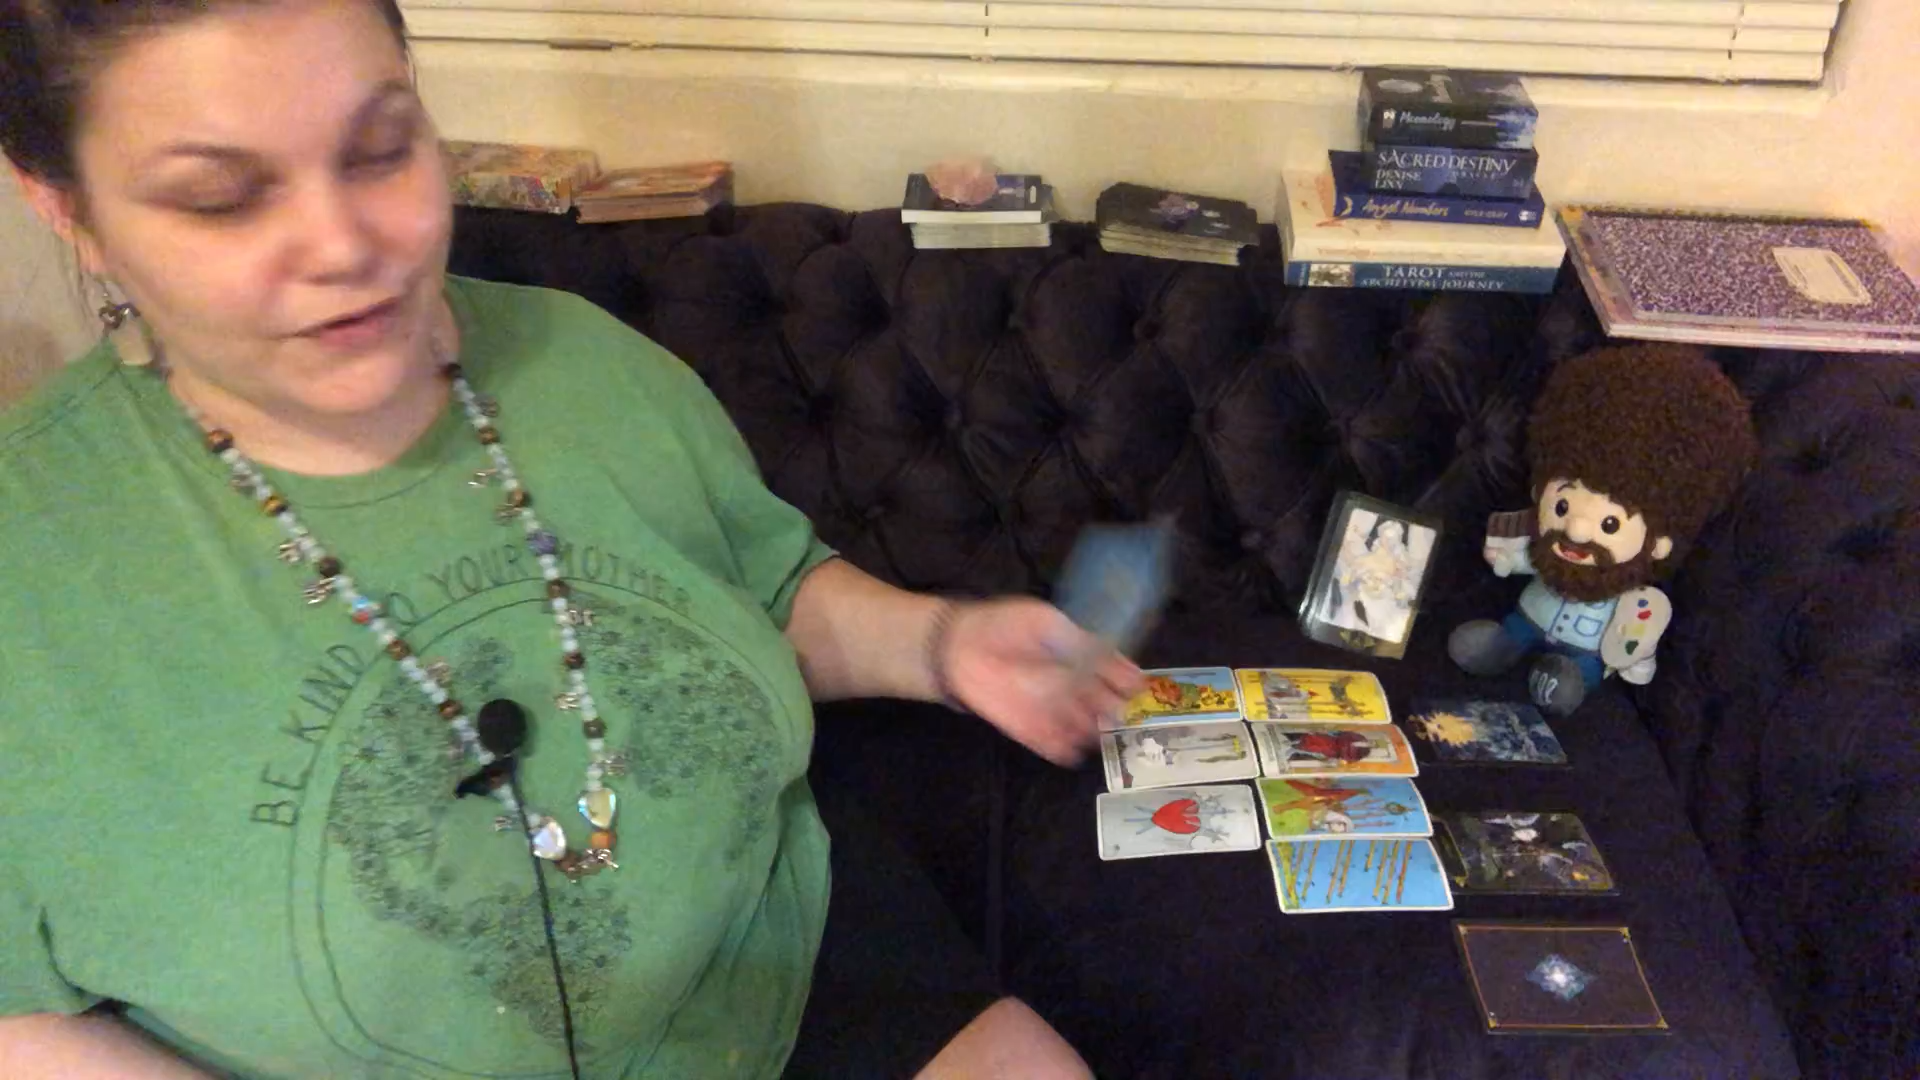 Moonology
SACRED DESTINY
ORACLE
DENISE
LINN
Angel Numbers
KYLE GRAY
TAROT AND THE
ARCHETYPAL JOURNEY
BE KIND TO YOUR MOTHER